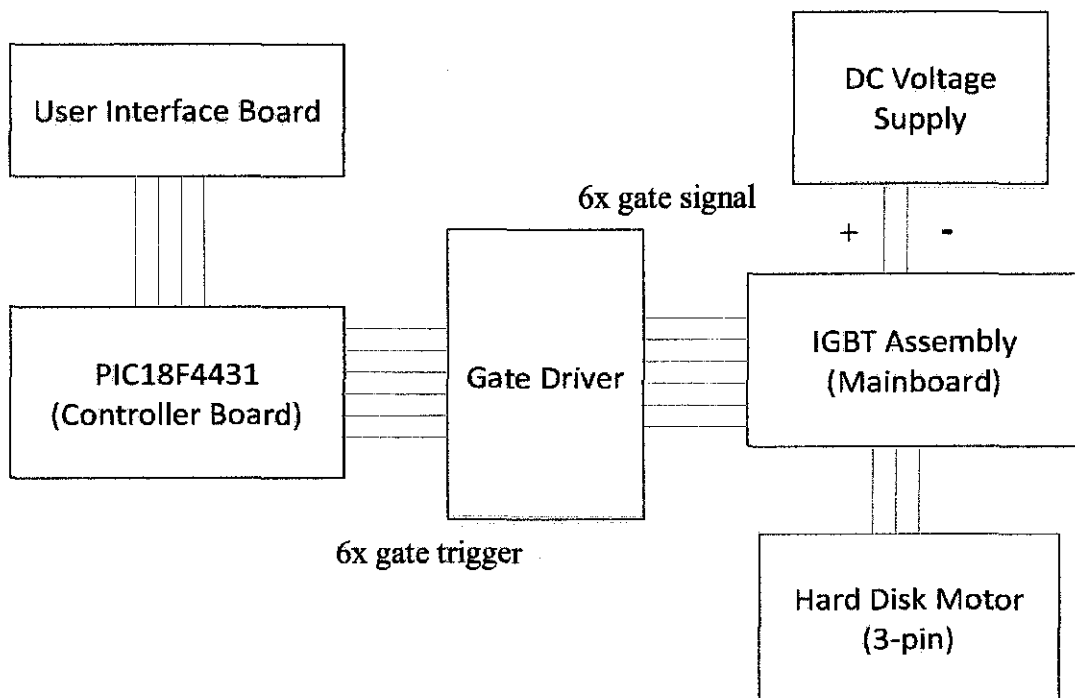 User Interface Board
DC Voltage
Supply
6x gate signal
+ -
PIC18F4431
(Controller Board)
Gate Driver
IGBT Assembly
(Mainboard)
6x gate trigger
Hard Disk Motor
(3-pin)